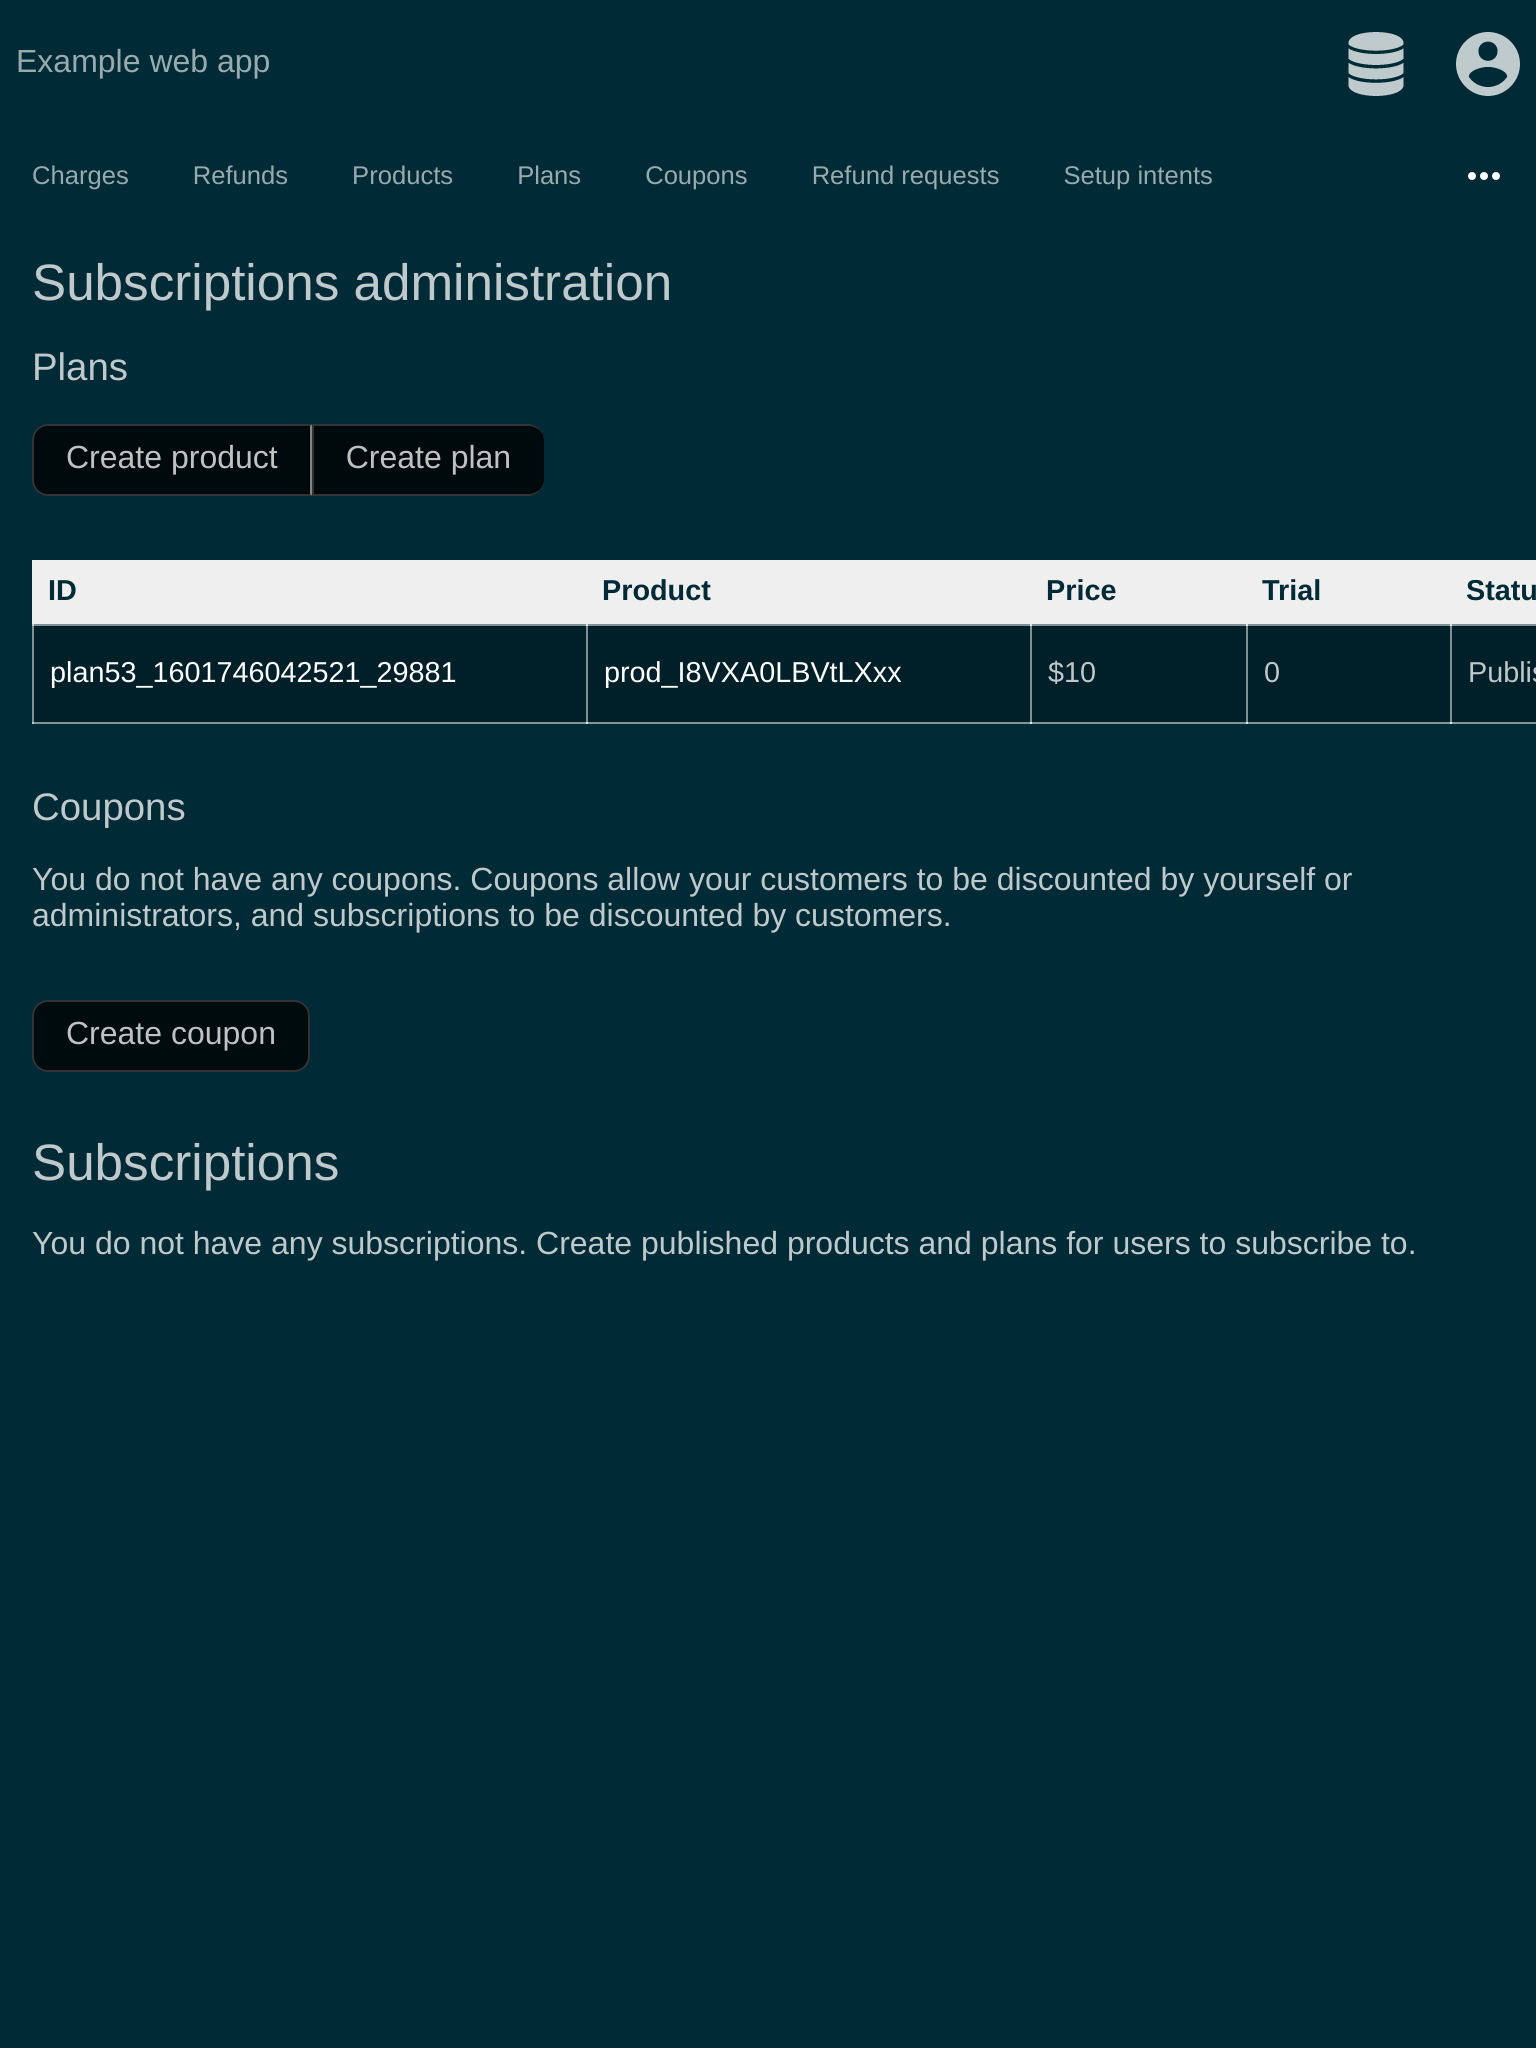 Example web app
Charges Refunds Products Plans Coupons Refund requests Setup intents
Subscriptions administration
Plans
Create product Create plan
ID Product Price Trial
plan53_1601746042521_29881 prod_I8VXA0LBVtLXxx $10 0
Coupons
You do not have any coupons. Coupons allow your customers to be discounted by yourself or
administrators, and subscriptions to be discounted by customers.
Create coupon
Subscriptions
You do not have any subscriptions. Create published products and plans for users to subscribe to.